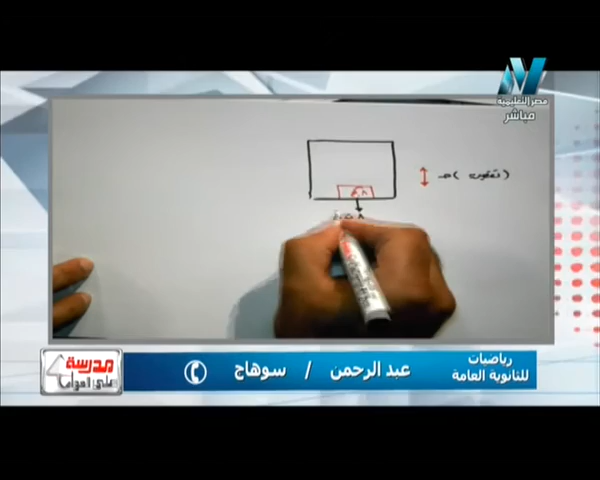 مصر التعليمية
مباشر
رياضيات
للثانوية العامة
عبد الرحمن / سوهاج
مدرسة
على الهواء